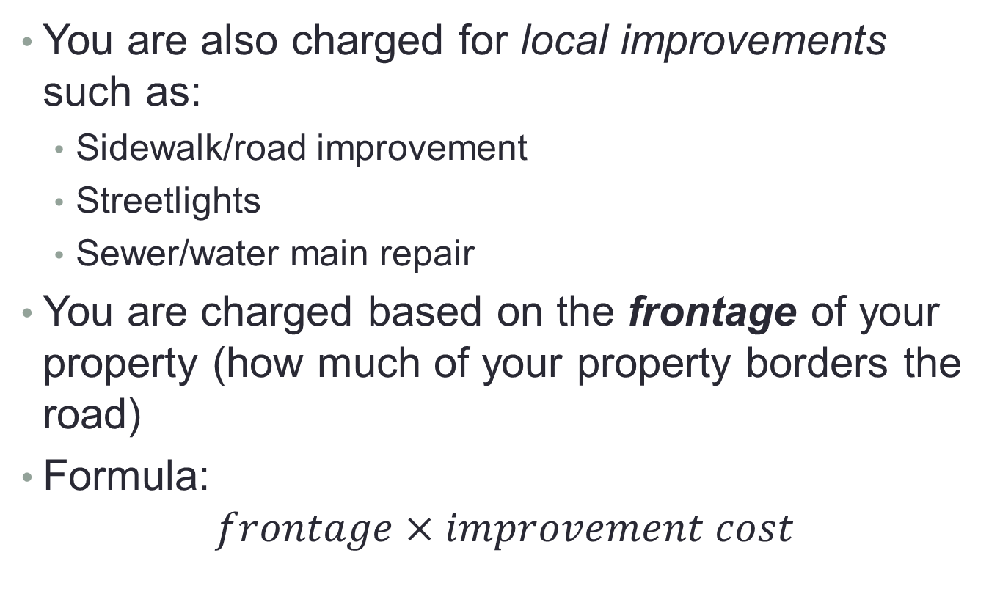 • You are also charged for local improvements
such as:
• Sidewalk/road improvement
• Streetlights
• Sewer/water main repair
• You are charged based on the frontage of your
property (how much of your property borders the
road)
• Formula:
frontage × improvement cost